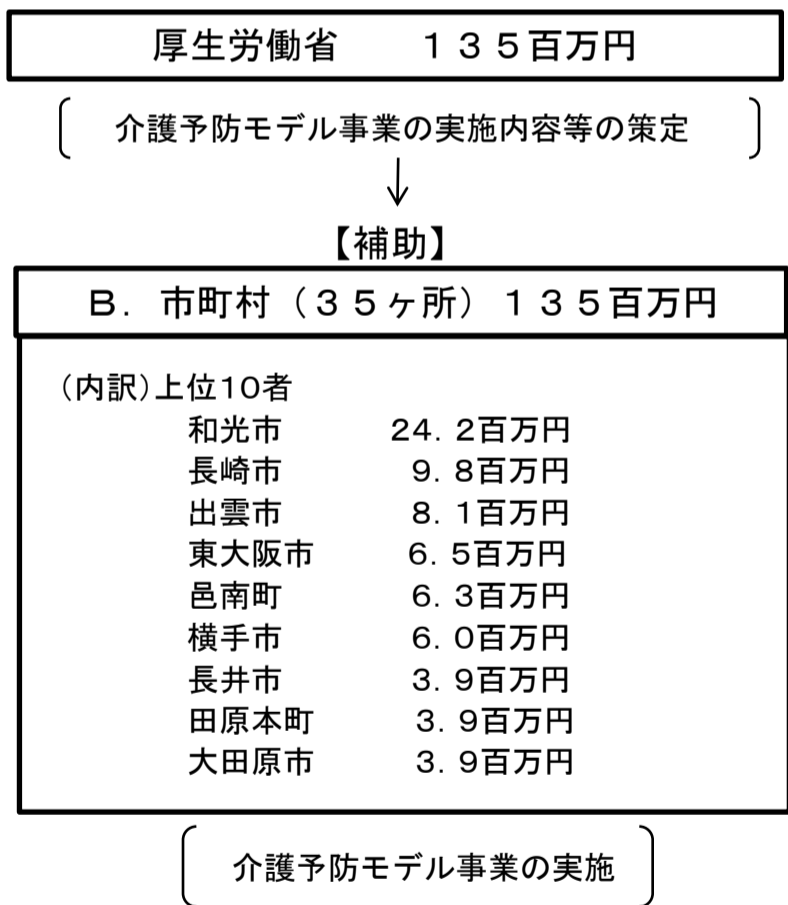 厚生労働省　　１３５百万円
介護予防モデル事業の実施内容等の策定
↓
【補助】
Ｂ．市町村（３５ヶ所）１３５百万円
（内訳）上位１０者
和光市　２４．２百万円
長崎市　９．８百万円
出雲市　８．１百万円
東大阪市　６．５百万円
邑南町　６．３百万円
横手市　６．０百万円
長井市　３．９百万円
田原本町　３．９百万円
大田原市　３．９百万円
介護予防モデル事業の実施